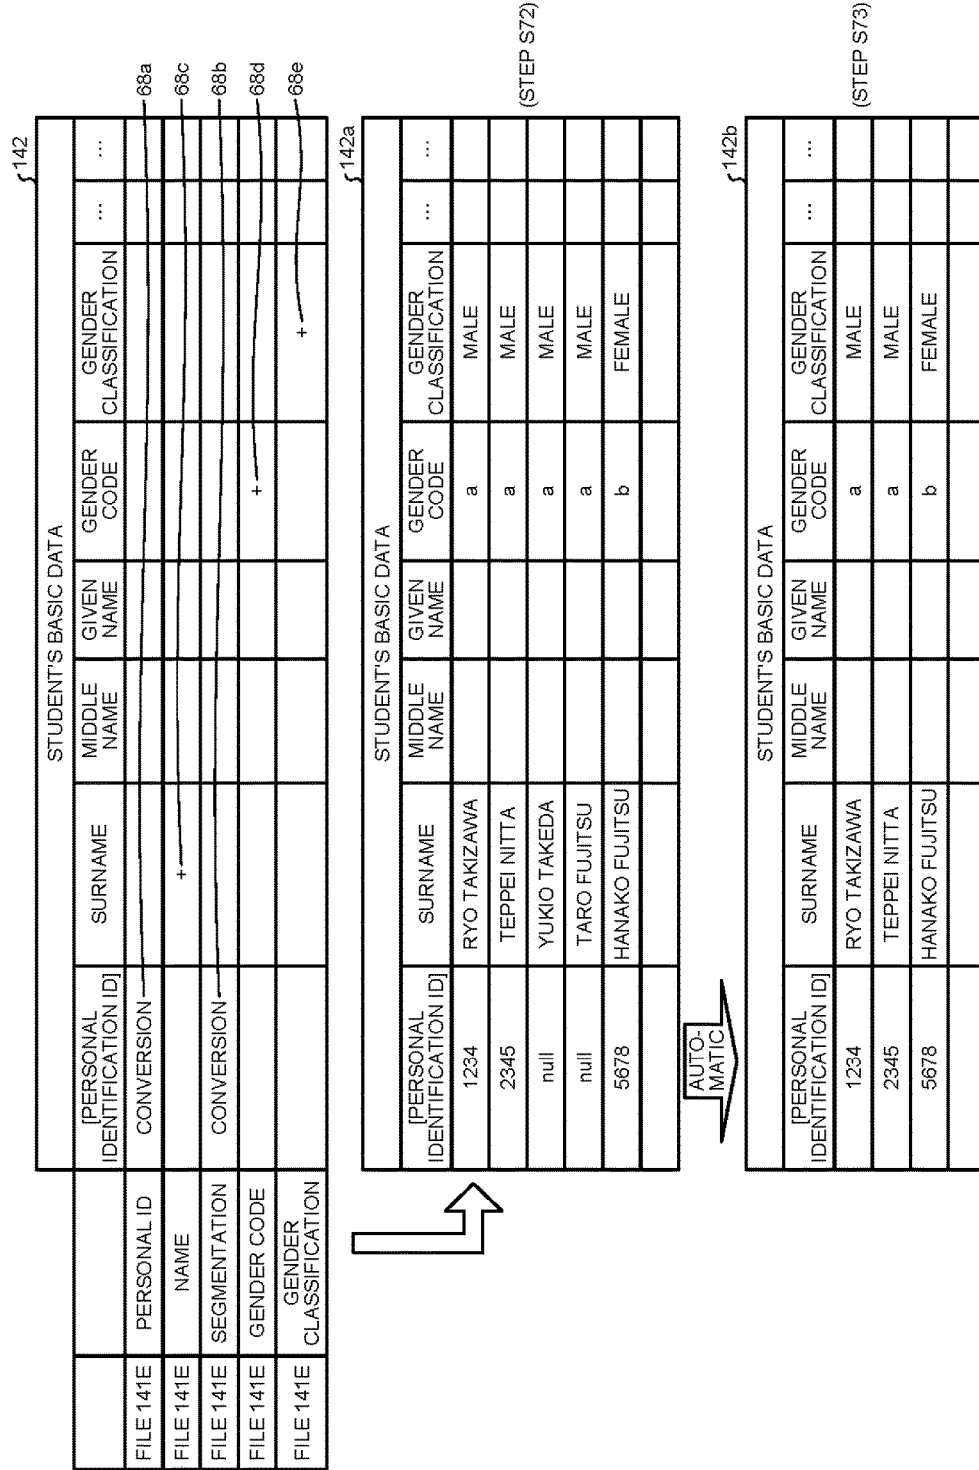 142
STUDENT'S BASIC DATA
[PERSONAL
IDENTIFICATION ID]
SURNAME
MIDDLE
NAME
GIVEN
NAME
GENDER
CODE
GENDER
CLASSIFICATION
...
...
FILE 141E
PERSONAL ID
CONVERSION
68a
FILE 141E
NAME
+
68c
FILE 141E
SEGMENTATION
CONVERSION
68b
FILE 141E
GENDER CODE
+
68d
FILE 141E
GENDER
CLASSIFICATION
+
68e
142a
STUDENT'S BASIC DATA
[PERSONAL
IDENTIFICATION ID]
SURNAME
MIDDLE
NAME
GIVEN
NAME
GENDER
CODE
GENDER
CLASSIFICATION
...
...
1234
RYO TAKIZAWA
a
MALE
2345
TEPPEI NITTA
a
MALE
(STEP S72)
null
YUKIO TAKEDA
a
MALE
null
TARO FUJITSU
a
MALE
5678
HANAKO FUJITSU
b
FEMALE
AUTO-
MATIC
142b
STUDENT'S BASIC DATA
[PERSONAL
IDENTIFICATION ID]
SURNAME
MIDDLE
NAME
GIVEN
NAME
GENDER
CODE
GENDER
CLASSIFICATION
...
...
1234
RYO TAKIZAWA
a
MALE
(STEP S73)
2345
TEPPEI NITTA
a
MALE
5678
HANAKO FUJITSU
b
FEMALE